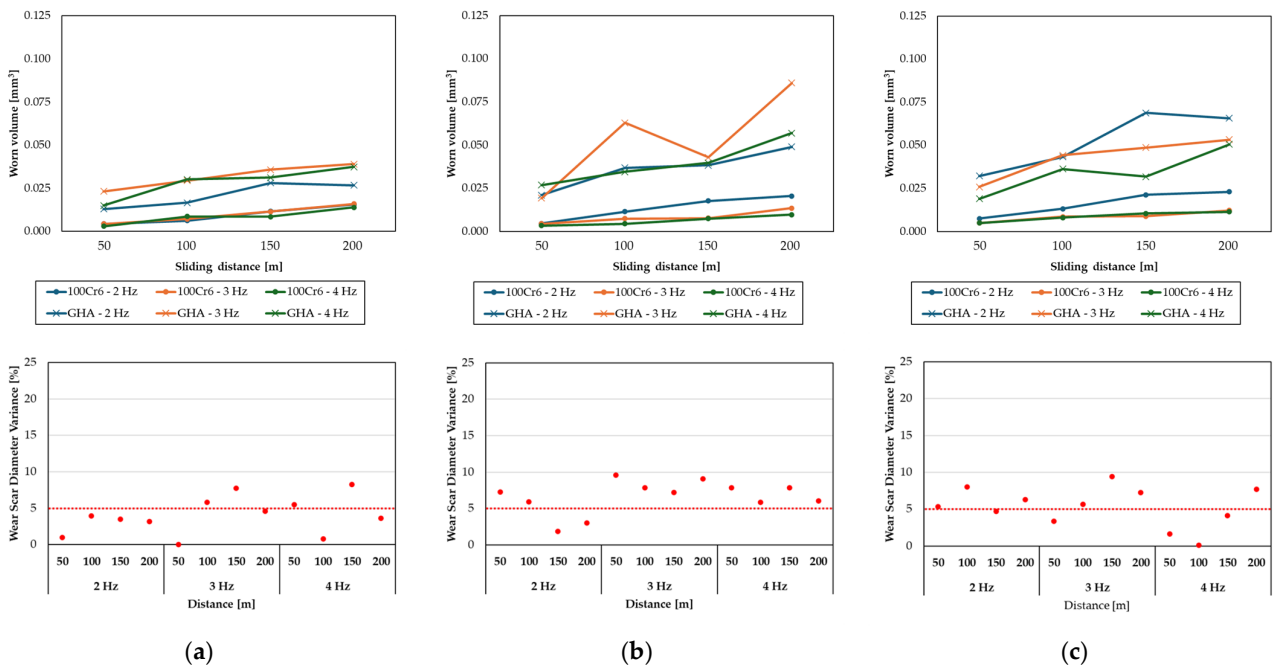 0.125
0.100
0.075
0.050
0.025
0.000
Worn volume [mm³]
50 100 150 200
Sliding distance [m]
100Cr6 - 2 Hz 100Cr6 - 3 Hz 100Cr6 - 4 Hz
GHA - 2 Hz GHA - 3 Hz GHA - 4 Hz
25
20
15
10
5
0
Wear Scar Diameter Variance [%]
50 100 150 200 50 100 150 200 50 100 150 200
2 Hz 3 Hz 4 Hz
Distance [m]
(a)
0.125
0.100
0.075
0.050
0.025
0.000
Worn volume [mm³]
50 100 150 200
Sliding distance [m]
100Cr6 - 2 Hz 100Cr6 - 3 Hz 100Cr6 - 4 Hz
GHA - 2 Hz GHA - 3 Hz GHA - 4 Hz
25
20
15
10
5
0
Wear Scar Diameter Variance [%]
50 100 150 200 50 100 150 200 50 100 150 200
2 Hz 3 Hz 4 Hz
Distance [m]
(b)
0.125
0.100
0.075
0.050
0.025
0.000
Worn volume [mm³]
50 100 150 200
Sliding distance [m]
100Cr6 - 2 Hz 100Cr6 - 3 Hz 100Cr6 - 4 Hz
GHA - 2 Hz GHA - 3 Hz GHA - 4 Hz
25
20
15
10
5
0
Wear Scar Diameter Variance [%]
50 100 150 200 50 100 150 200 50 100 150 200
2 Hz 3 Hz 4 Hz
Distance [m]
(c)